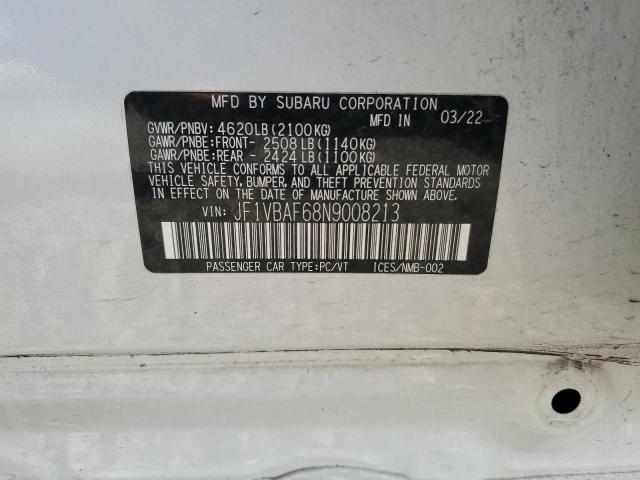 MFD BY SUBARU CORPORATION
MFD IN 03/22
GVWR/PNBV: 4620LB(2100KG)
GAWR/PNBE:FRONT- 2508LB(1140KG)
GAWR/PNBE:REAR - 2424LB(1100KG)
THIS VEHICLE CONFORMS TO ALL APPLICABLE FEDERAL MOTOR
VEHICLE SAFETY, BUMPER, AND THEFT PREVENTION STANDARDS
IN EFFECT ON THE DATE OF MANUFACTURE SHOWN ABOVE.
VIN: JF1VBAF68N9008213
PASSENGER CAR TYPE:PC/VT ICES/NMB-002